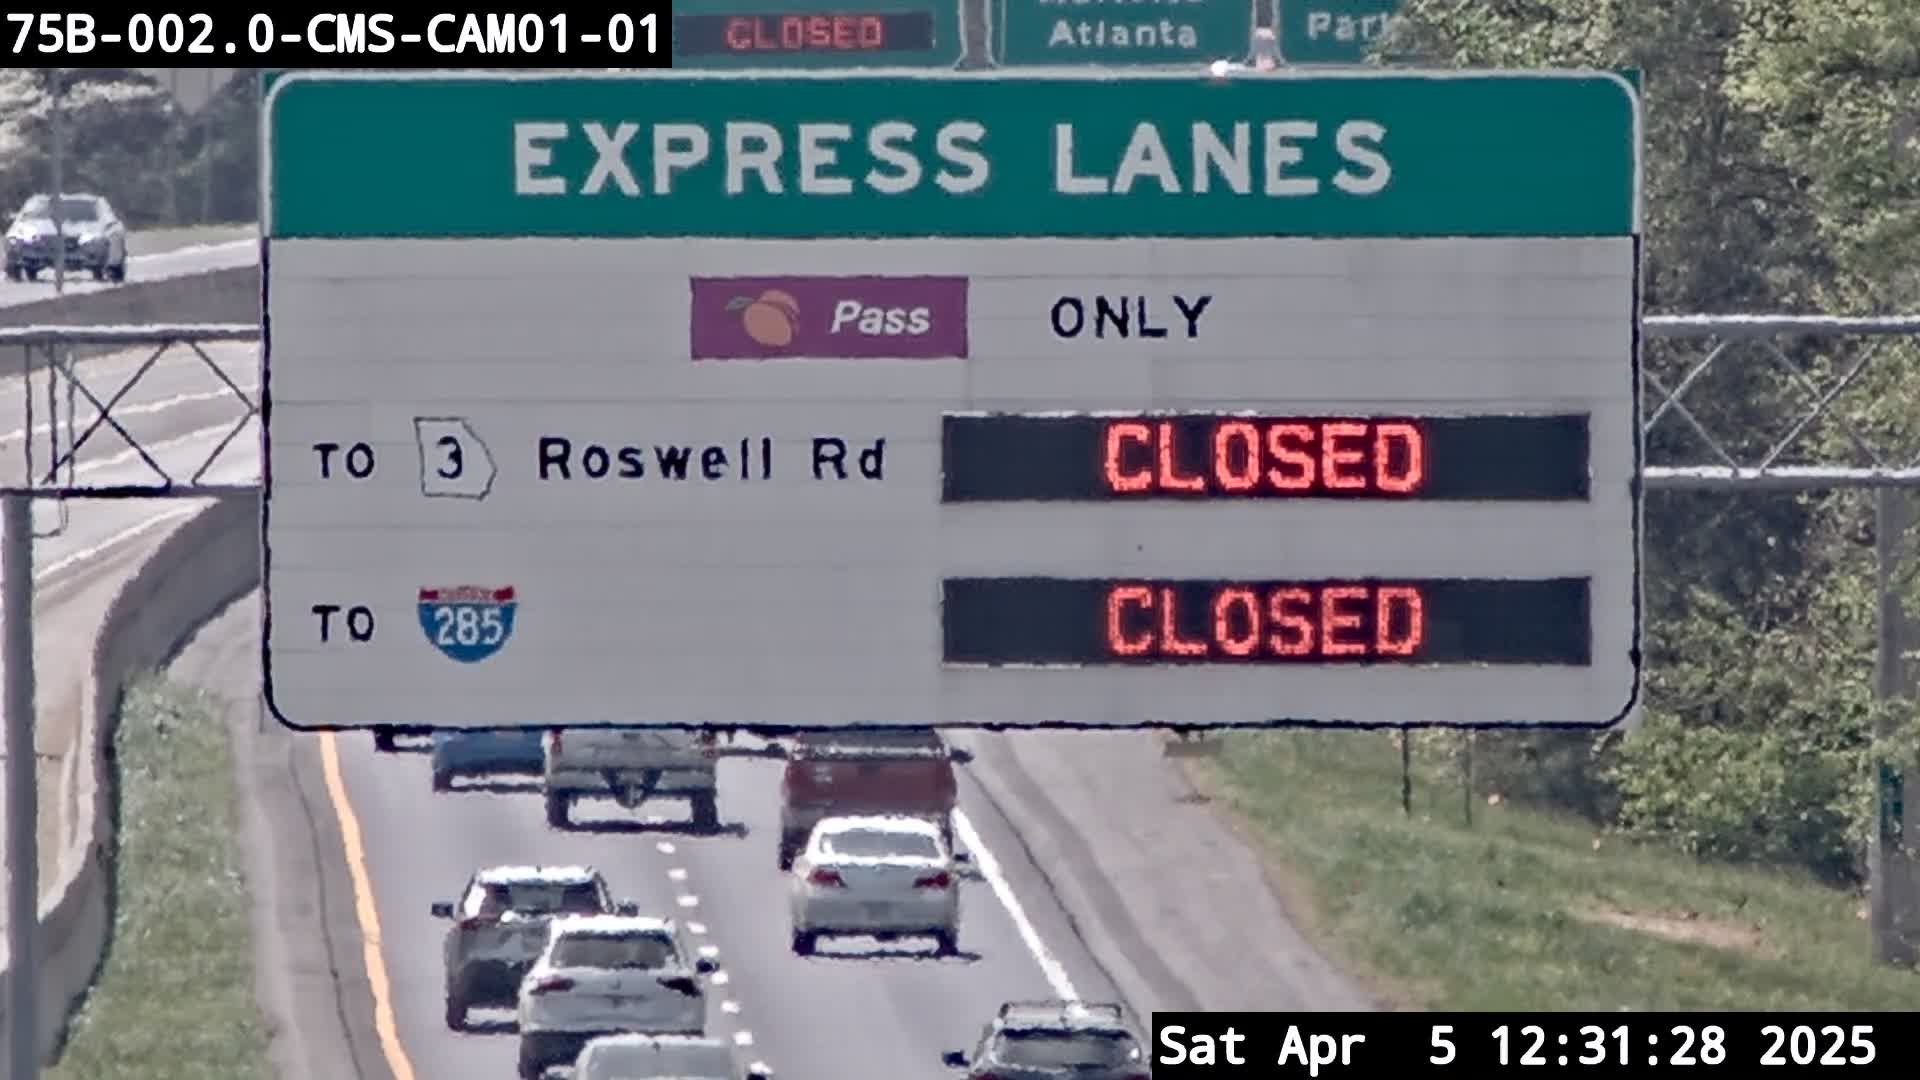 75B-002.0-CMS-CAM01-01
CLOSED
Atlanta
EXPRESS LANES
Pass ONLY
TO 3 Roswell Rd CLOSED
TO 285 CLOSED
Sat Apr 5 12:31:28 2025